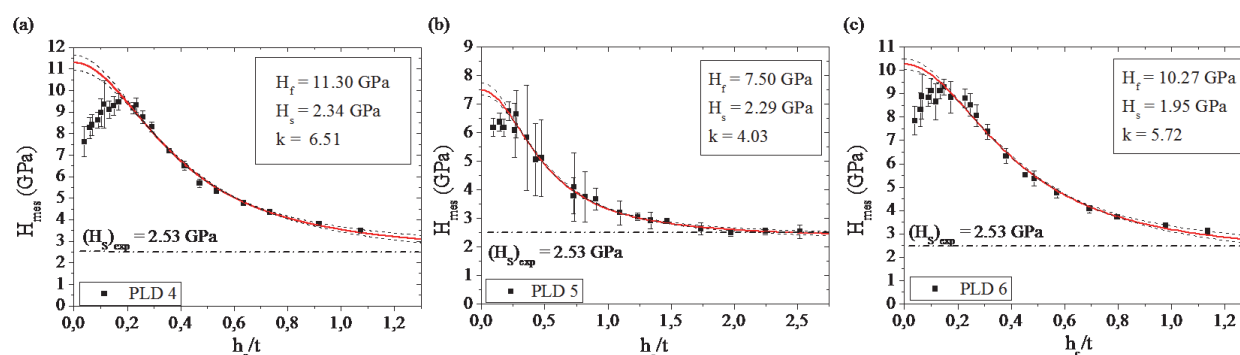 (a)
H_mes (GPa)
12
11
10
9
8
7
6
5
4
3
2
1
0
H_f = 11.30 GPa
H_s = 2.34 GPa
k = 6.51
(H_S)_exp = 2.53 GPa
PLD 4
0,0 0,2 0,4 0,6 0,8 1,0 1,2
h_f/t
(b)
H_mes (GPa)
9
8
7
6
5
4
3
2
1
0
H_f = 7.50 GPa
H_s = 2.29 GPa
k = 4.03
(H_S)_exp = 2.53 GPa
PLD 5
0,0 0,5 1,0 1,5 2,0 2,5
/t
(c)
H_mes (GPa)
11
10
9
8
7
6
5
4
3
2
1
0
H_f = 10.27 GPa
H_s = 1.95 GPa
k = 5.72
(H_S)_exp = 2.53 GPa
PLD 6
0,0 0,2 0,4 0,6 0,8 1,0 1,2
/t